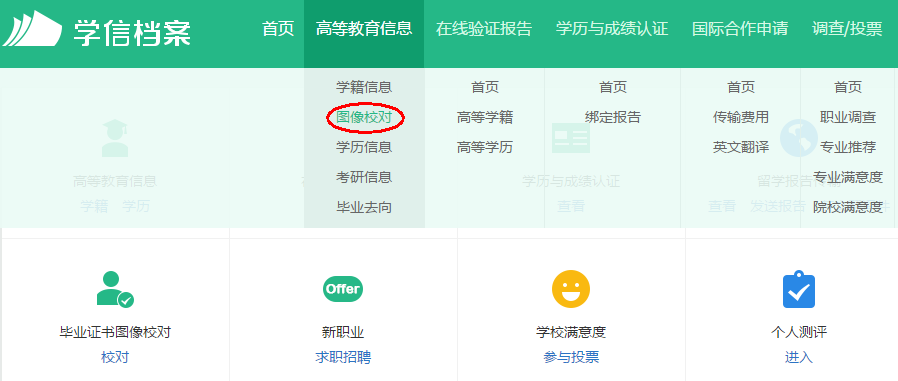 学信档案
首页 高等教育信息 在线验证报告 学历与成绩认证 国际合作申请 调查/投票
学籍信息 首页 首页 首页 首页
图像校对 高等学籍 绑定报告 传输费用 职业调查
学历信息 高等学历 英文翻译 专业推荐
考研信息 专业满意度
毕业去向 院校满意度
高等教育信息 学历与成绩认证 留学报告
学籍 学历 查看 查看 发送报告
Offer
毕业证书图像校对 新职业 学校满意度 个人测评
校对 求职招聘 参与投票 进入